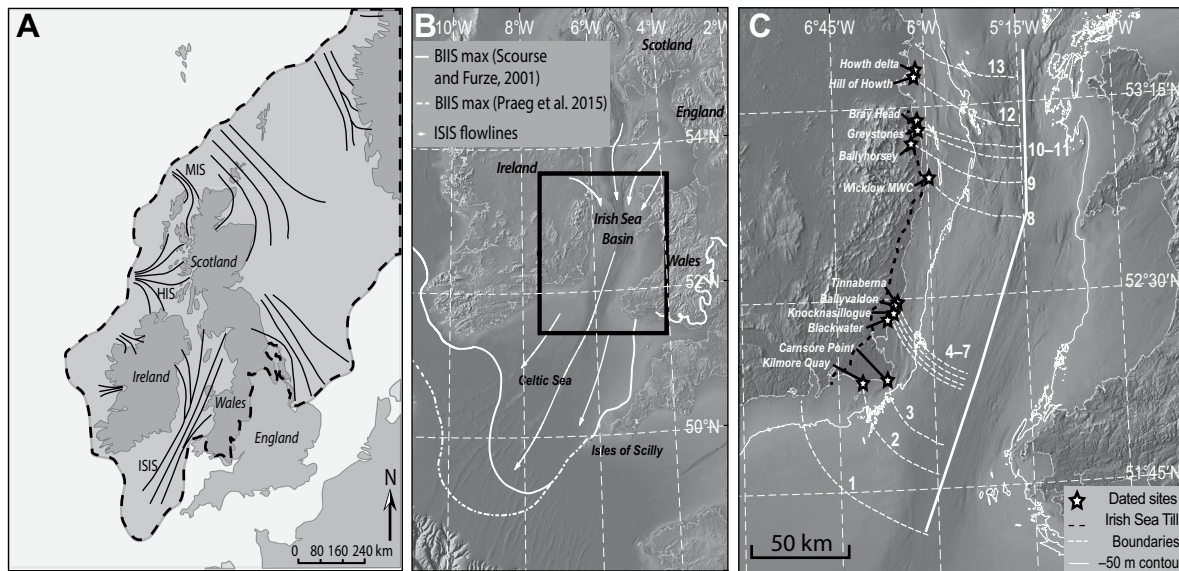 A
MIS
Scotland
HIS
Ireland
Wales
England
ISIS
N
0 80 160 240 km
B
10°W
8°W
6°W
4°W
2°W
BIIS max (Scourse
and Furze, 2001)
BIIS max (Praeg et al. 2015)
ISIS flowlines
Scotland
England
54°N
Ireland
Irish Sea
Basin
Wales
52°N
Celtic Sea
50°N
Isles of Scilly
C
6°45'W
6°W
5°15'W
Howth delta
Hill of Howth
13
53°15'N
12
Bray Head
Greystones
10–11
Ballyhorsey
9
Wicklow MWC
8
52°30'N
Tinnaberna
Ballyvaldon
Knocknasillogue
Blackwater
4–7
Carnsore Point
Kilmore Quay
3
2
51°45'N
1
50 km
Dated sites
Irish Sea Till
Boundaries
–50 m contou